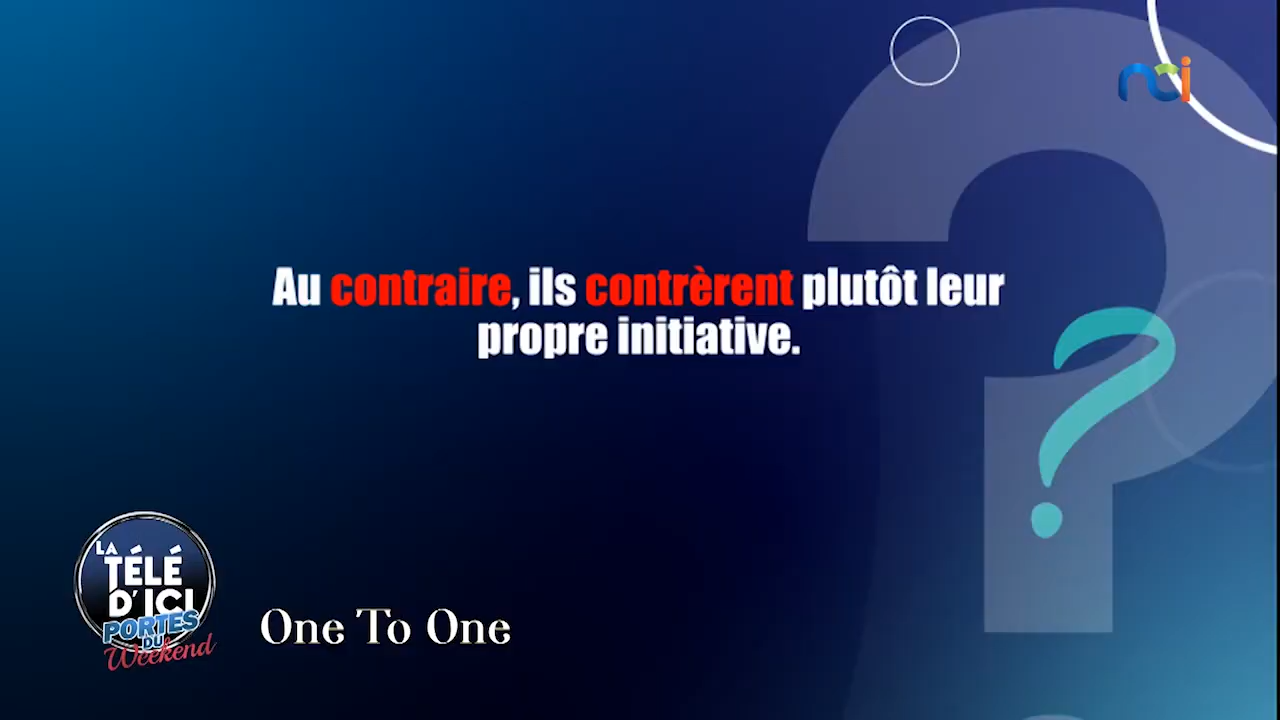 nci
Au contraire, ils contrèrent plutôt leur
propre initiative.
LA
TÉLÉ
D'ICI
PORTES
DU
Weekend
One To One